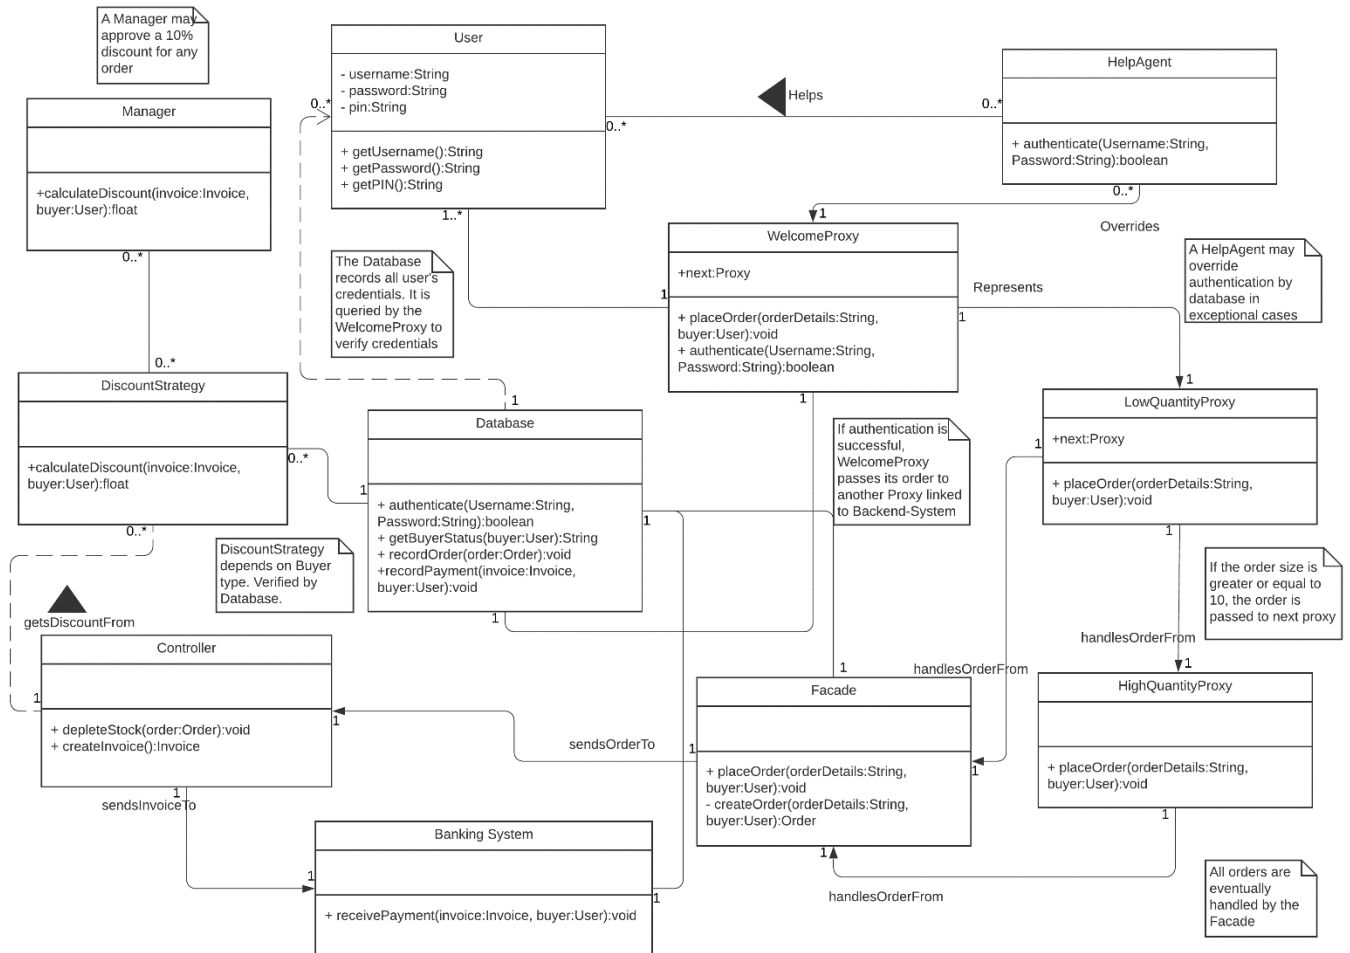 A Manager may
approve a 10%
discount for any
order
Manager
+calculateDiscount(invoice:Invoice,
buyer:User):float
0..*
0..*
User
- username:String
- password:String
- pin:String
+ getUsername():String
+ getPassword():String
+ getPIN():String
0..*
0..*
1..*
Helps
0..*
HelpAgent
+ authenticate(Username:String,
Password:String):boolean
0..*
1
Overrides
WelcomeProxy
+next:Proxy
+ placeOrder(orderDetails:String,
buyer:User):void
+ authenticate(Username:String,
Password:String):boolean
1
1
1
Represents
A HelpAgent may
override
authentication by
database in
exceptional cases
The Database
records all user's
credentials. It is
queried by the
WelcomeProxy to
verify credentials
1
DiscountStrategy
+calculateDiscount(invoice:Invoice,
buyer:User):float
0..*
0..*
1
Database
+ authenticate(Username:String,
Password:String):boolean
+ getBuyerStatus(buyer:User):String
+ recordOrder(order:Order):void
+recordPayment(invoice:Invoice,
buyer:User):void
1
1
1
If authentication is
successful,
WelcomeProxy
passes its order to
another Proxy linked
to Backend-System
LowQuantityProxy
+next:Proxy
+ placeOrder(orderDetails:String,
buyer:User):void
1
1
DiscountStrategy
depends on Buyer
type. Verified by
Database.
If the order size is
greater or equal to
10, the order is
passed to next proxy
getsDiscountFrom
handlesOrderFrom
1
Controller
+ depleteStock(order:Order):void
+ createInvoice():Invoice
1
1
1
sendsInvoiceTo
sendsOrderTo
1
handlesOrderFrom
Facade
+ placeOrder(orderDetails:String,
buyer:User):void
- createOrder(orderDetails:String,
buyer:User):Order
1
1
1
HighQuantityProxy
+ placeOrder(orderDetails:String,
buyer:User):void
1
handlesOrderFrom
Banking System
+ receivePayment(invoice:Invoice, buyer:User):void
1
1
All orders are
eventually
handled by the
Facade